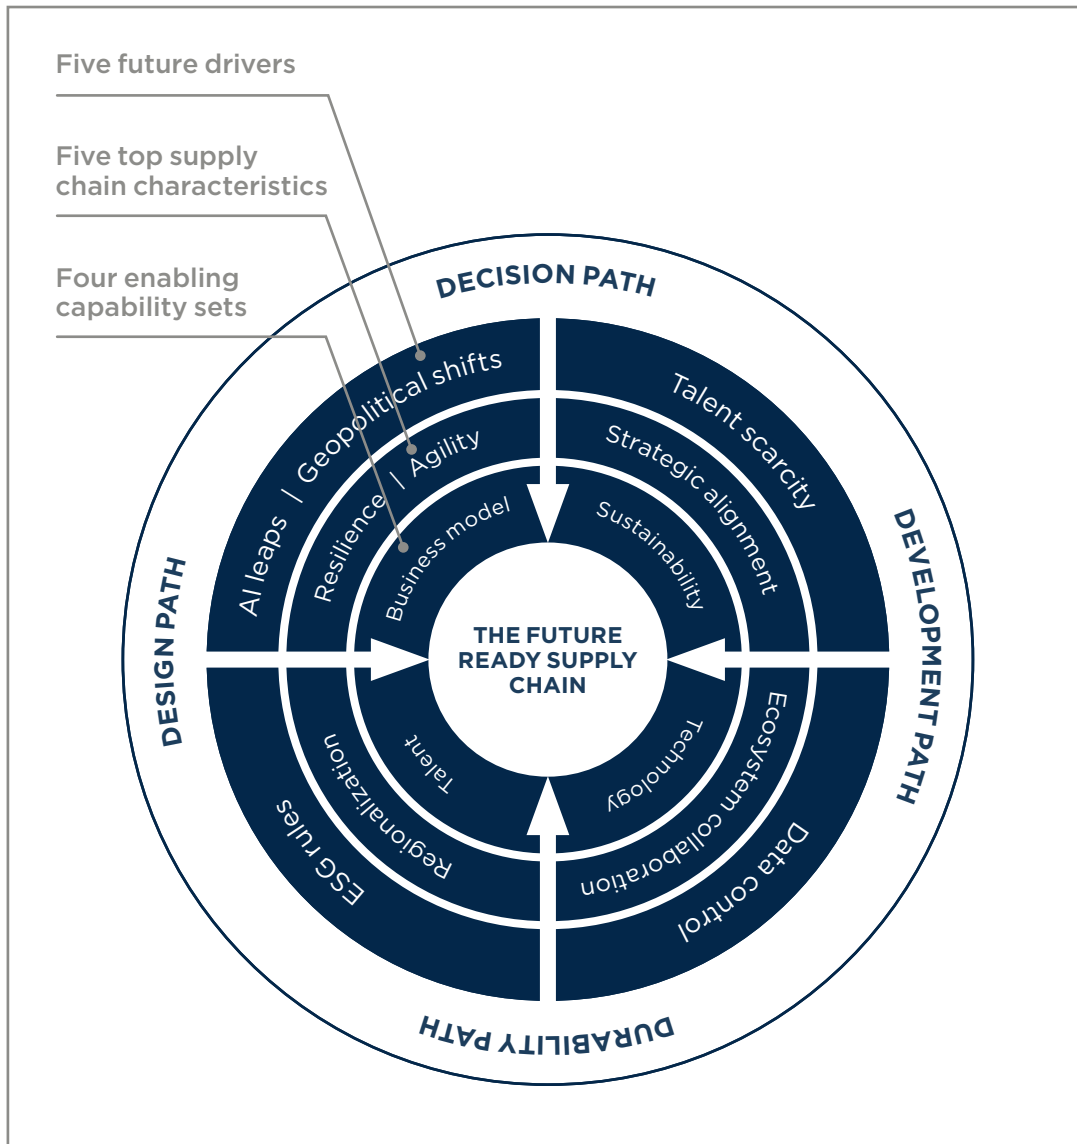 Five future drivers
Five top supply
chain characteristics
Four enabling
capability sets
DECISION PATH
DEVELOPMENT PATH
DURABILITY PATH
DESIGN PATH
AI leaps | Geopolitical shifts
Talent scarcity
Data control
ESG rules
Resilience | Agility
Strategic alignment
Ecosystem collaboration
Regionalization
Business model
Sustainability
Technology
Talent
THE FUTURE
READY SUPPLY
CHAIN